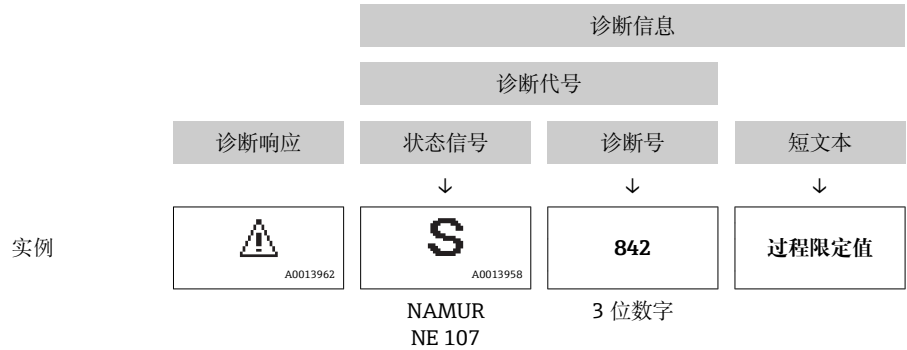 诊断信息
诊断代号
诊断响应 状态信号 诊断号 短文本
↓ ↓ ↓
实例 S 842 过程限定值
A0013962 A0013958
NAMUR 3 位数字
NE 107